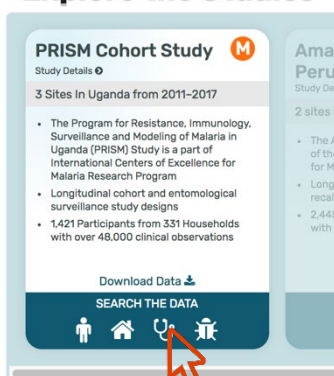 PRISM Cohort Study M
Study Details
3 Sites In Uganda from 2011–2017
• The Program for Resistance, Immunology,
Surveillance and Modeling of Malaria in
Uganda (PRISM) Study is a part of
International Centers of Excellence for
Malaria Research Program
• Longitudinal cohort and entomological
surveillance study designs
• 1,421 Participants from 331 Households
with over 48,000 clinical observations
Download Data
SEARCH THE DATA
Ama
Peru
Study De
2 sites
• The A
of the
for M
• Long
recal
with